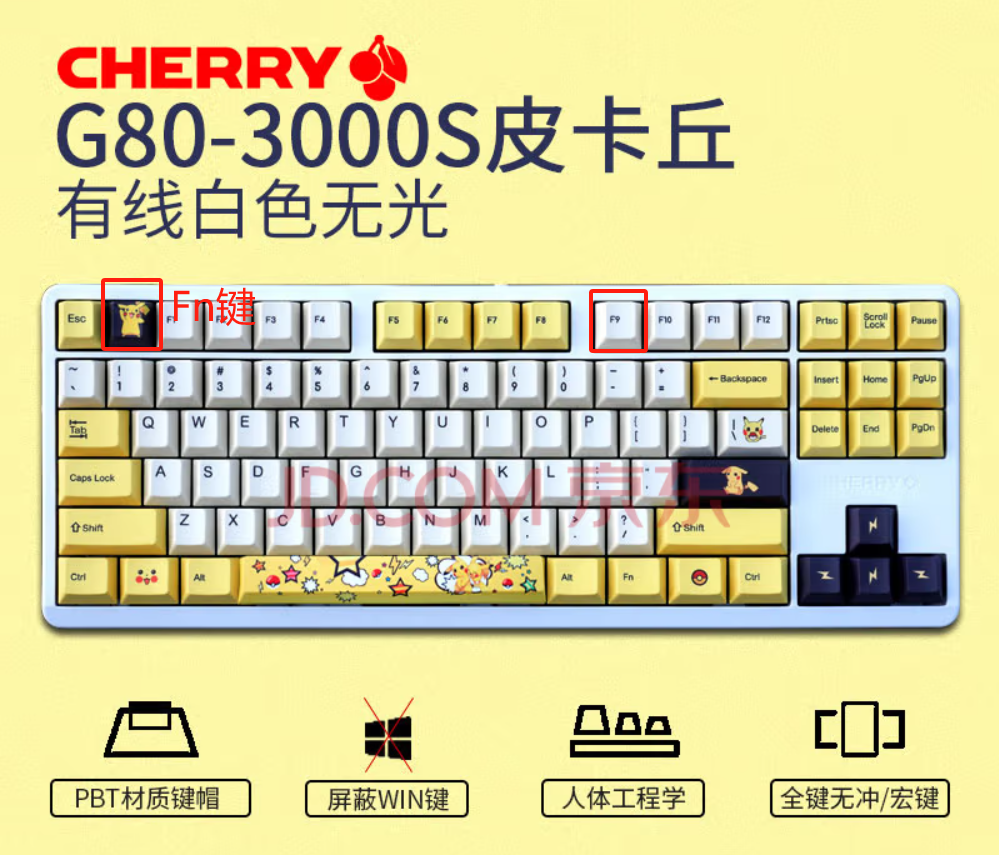 CHERRY
G80-3000S皮卡丘
有线白色无光
Fn键
Esc F1 F2 F3 F4 F5 F6 F7 F8 F9 F10 F11 F12 Prtsc Scroll Lock Pause
~ ` ! 1 @ 2 # 3 $ 4 % 5 ^ 6 & 7 * 8 ( 9 ) 0 - - + = ←Backspace Insert Home PgUp
Tab Q W E R T Y U I O P { [ } ] | \ Delete End PgDn
Caps Lock A S D F G H J K L : ; " '
CHERRY
JD.COM 京东
⇧Shift Z X C V B N M < , > . ? / ⇧Shift
Ctrl Alt Alt Fn Ctrl
PBT材质键帽
屏蔽WIN键
人体工程学
全键无冲/宏键